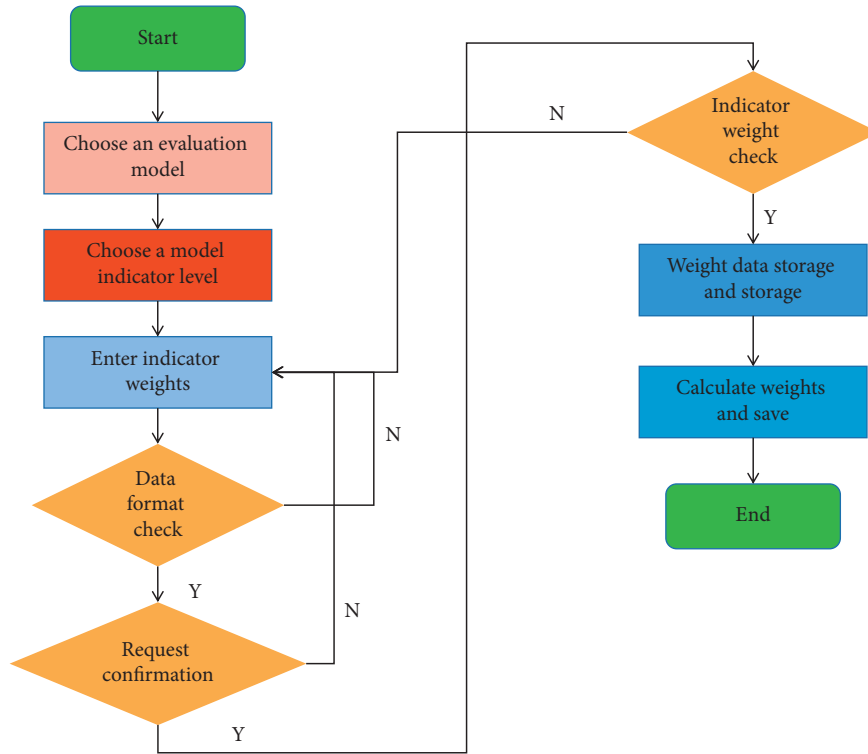 Start
Choose an evaluation
model
Choose a model
indicator level
Enter indicator
weights
N
Data
format
check
Y
N
Request
confirmation
Y
N
Indicator
weight
check
Y
Weight data storage
and storage
Calculate weights
and save
End